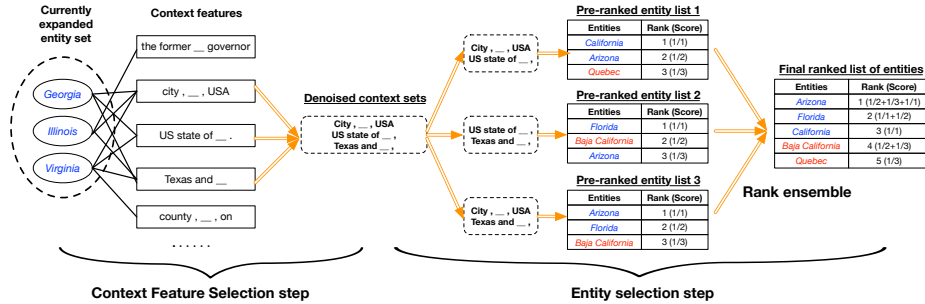 Currently
expanded
entity set
Georgia
Illinois
Virginia
Context features
the former __ governor
city , __ , USA
US state of __ .
Texas and __
county , __ , on
. . . . . .
Context Feature Selection step
Denoised context sets
City , __ , USA
US state of __ ,
Texas and __ ,
City , __ , USA
US state of __ ,
US state of __ ,
Texas and __ ,
City , __ , USA
Texas and __ ,
Pre-ranked entity list 1
Entities Rank (Score)
California 1 (1/1)
Arizona 2 (1/2)
Quebec 3 (1/3)
Pre-ranked entity list 2
Entities Rank (Score)
Florida 1 (1/1)
Baja California 2 (1/2)
Arizona 3 (1/3)
Pre-ranked entity list 3
Entities Rank (Score)
Arizona 1 (1/1)
Florida 2 (1/2)
Baja California 3 (1/3)
Final ranked list of entities
Entities Rank (Score)
Arizona 1 (1/2+1/3+1/1)
Florida 2 (1/1+1/2)
California 3 (1/1)
Baja California 4 (1/2+1/3)
Quebec 5 (1/3)
Rank ensemble
Entity selection step